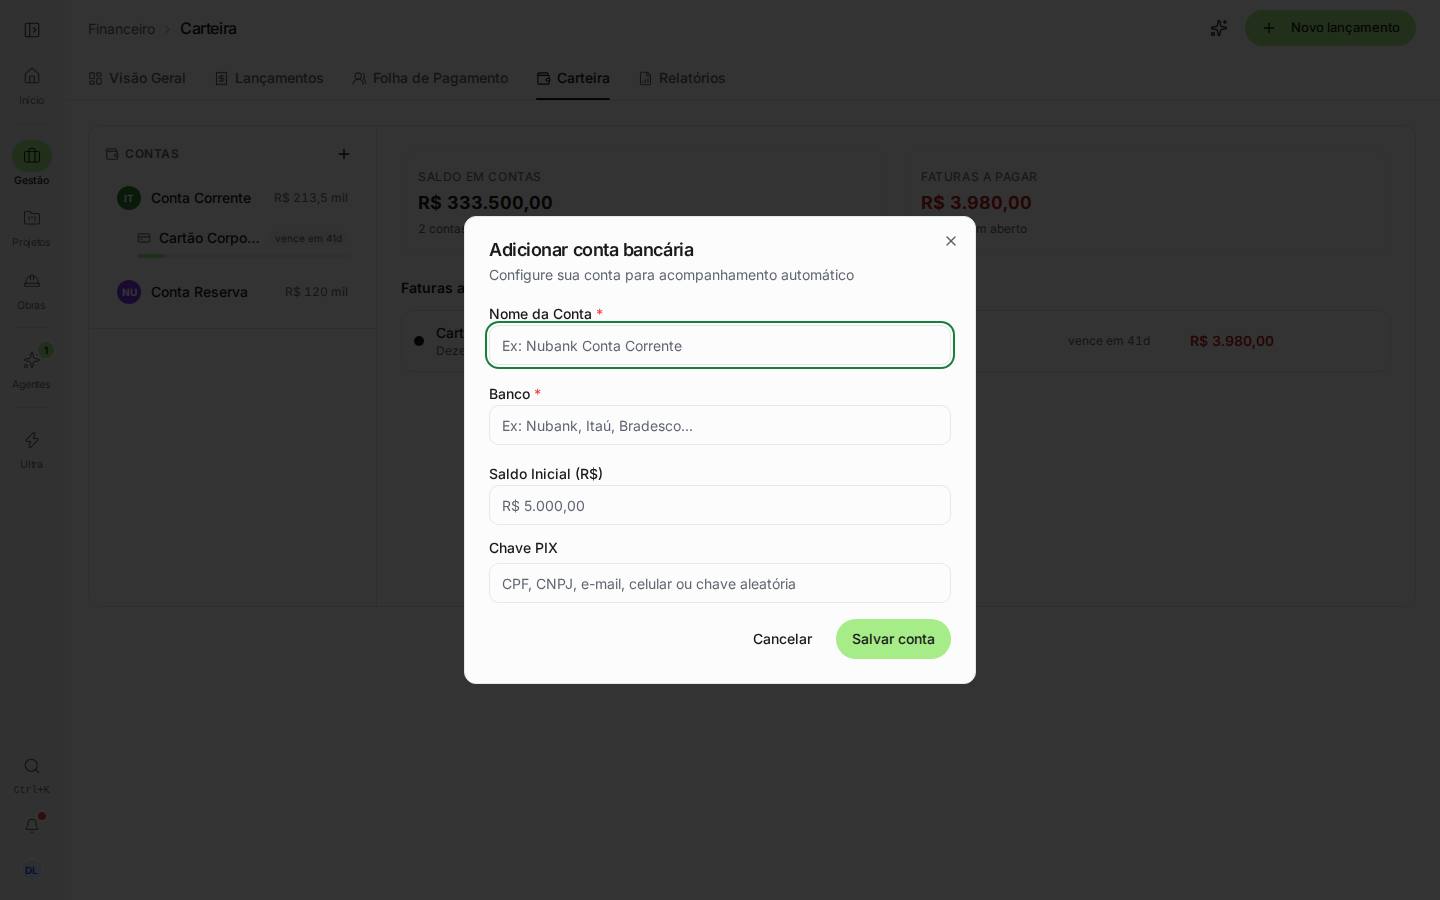 Financeiro > Carteira
Novo lançamento
Visão Geral
Lançamentos
Folha de Pagamento
Carteira
Relatórios
Início
Gestão
Projetos
Obras
1
Agentes
Ultra
Ctrl+K
DL
CONTAS
IT Conta Corrente R$ 213,5 mil
Cartão Corpo... vence em 41d
NU Conta Reserva R$ 120 mil
SALDO EM CONTAS
R$ 333.500,00
2 contas
FATURAS A PAGAR
R$ 3.980,00
em aberto
Faturas a
Cart
Deze
vence em 41d
R$ 3.980,00
Adicionar conta bancária
Configure sua conta para acompanhamento automático
Nome da Conta *
Ex: Nubank Conta Corrente
Banco *
Ex: Nubank, Itaú, Bradesco...
Saldo Inicial (R$)
R$ 5.000,00
Chave PIX
CPF, CNPJ, e-mail, celular ou chave aleatória
Cancelar
Salvar conta